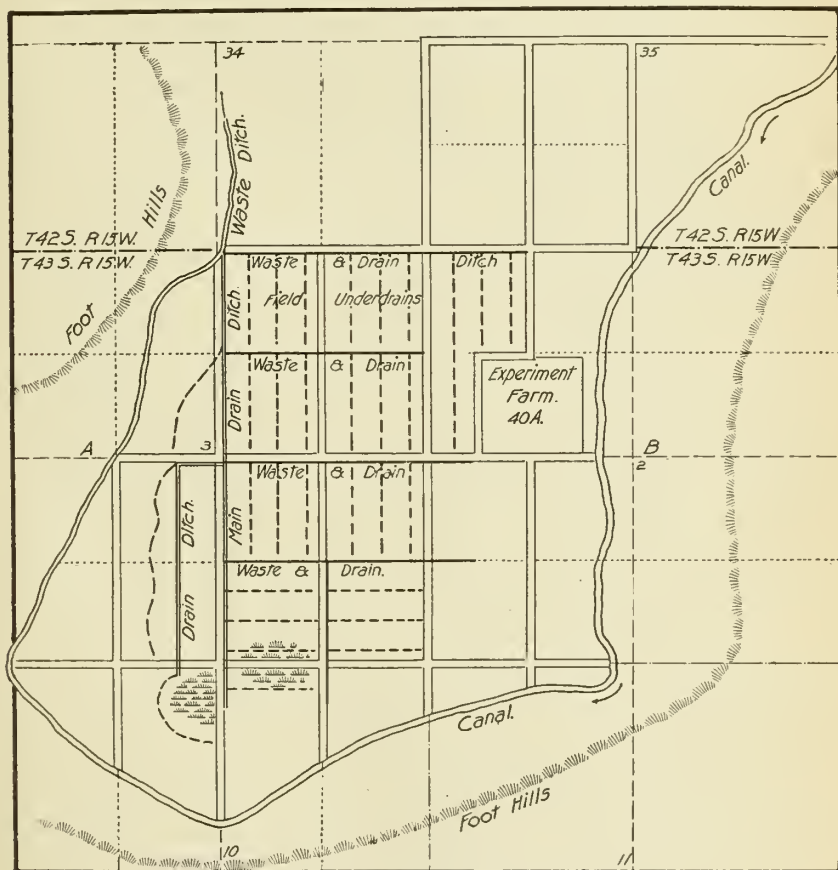 34
35
Waste Ditch.
Canal.
Foot Hills
T42S. R15W.
T43S. R15W.
T42S. R15W
T43S. R15W
Waste & Drain Ditch
Field Underdrains
Waste & Drain
Experiment
Farm.
40A.
Main Drain Ditch.
A
3
B
2
Waste & Drain
Drain Ditch.
Waste & Drain.
Canal.
Foot Hills
10
11